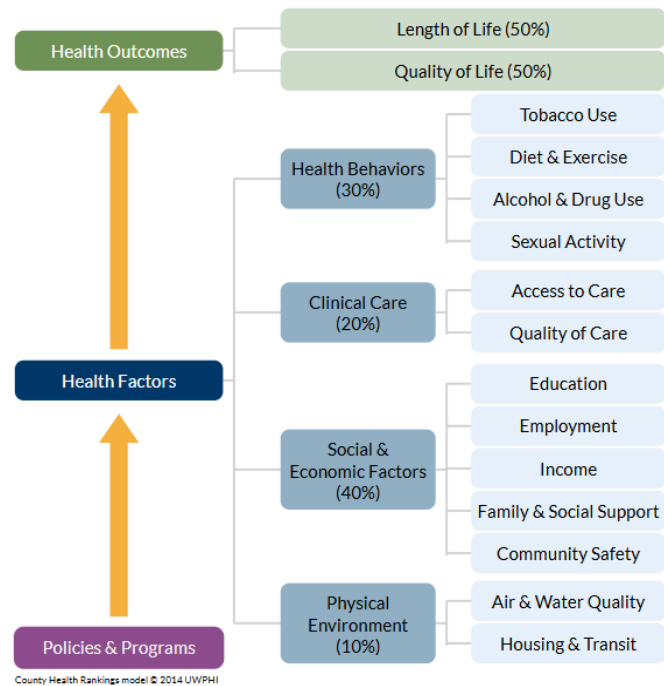 Health Outcomes
Length of Life (50%)
Quality of Life (50%)
Health Factors
Health Behaviors
(30%)
Tobacco Use
Diet & Exercise
Alcohol & Drug Use
Sexual Activity
Clinical Care
(20%)
Access to Care
Quality of Care
Social &
Economic Factors
(40%)
Education
Employment
Income
Family & Social Support
Community Safety
Physical
Environment
(10%)
Air & Water Quality
Housing & Transit
Policies & Programs
County Health Rankings model © 2014 UWPHI